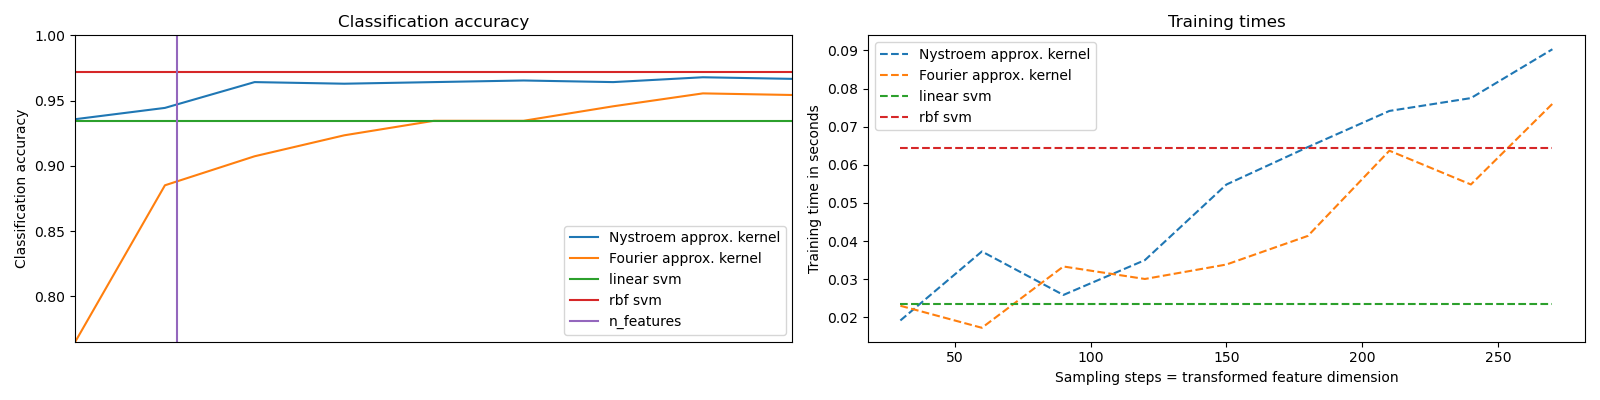 Classification accuracy
1.00
0.95
0.90
0.85
0.80
Classification accuracy
Nystroem approx. kernel
Fourier approx. kernel
linear svm
rbf svm
n_features
Training times
0.09
0.08
0.07
0.06
0.05
0.04
0.03
0.02
Training time in seconds
Nystroem approx. kernel
Fourier approx. kernel
linear svm
rbf svm
50 100 150 200 250
Sampling steps = transformed feature dimension